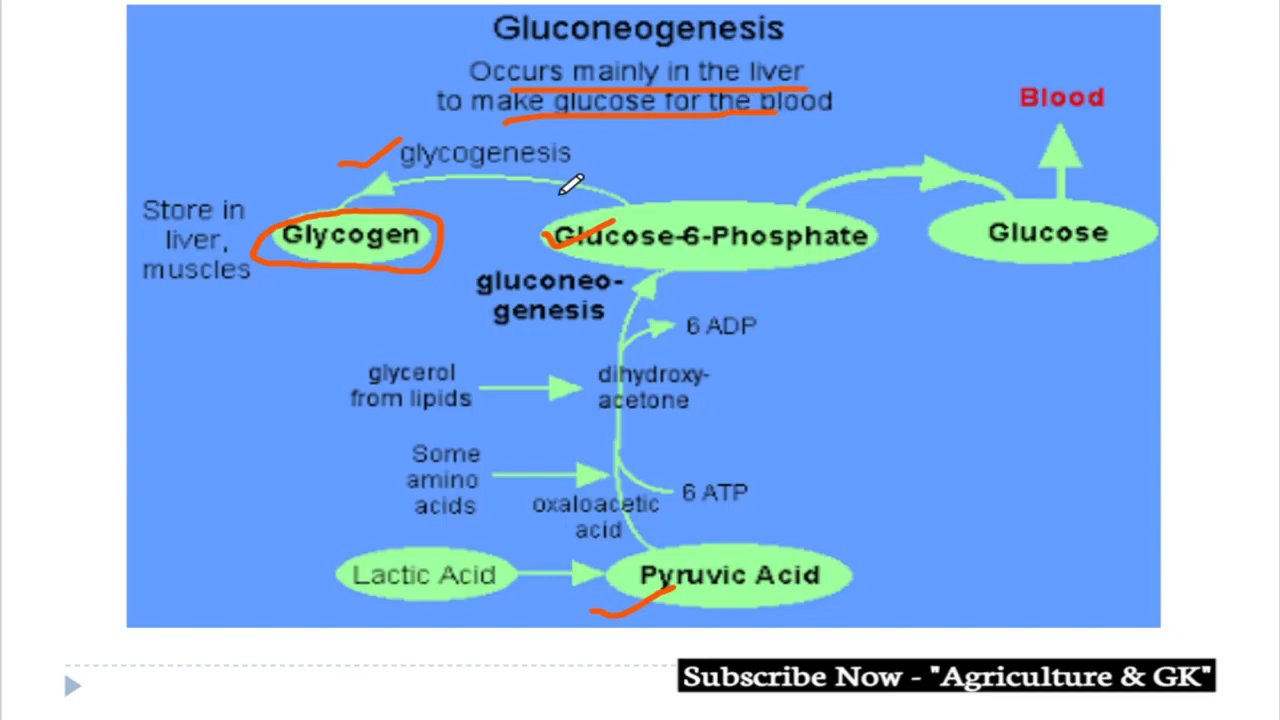 Gluconeogenesis
Occurs mainly in the liver
to make glucose for the blood
Blood
glycogenesis
Store in
liver,
muscles
Glycogen
Glucose-6-Phosphate
Glucose
gluconeo-
genesis
6 ADP
glycerol
from lipids
dihydroxy-
acetone
Some
amino
acids
6 ATP
oxaloacetic
acid
Lactic Acid
Pyruvic Acid
Subscribe Now - "Agriculture & GK"